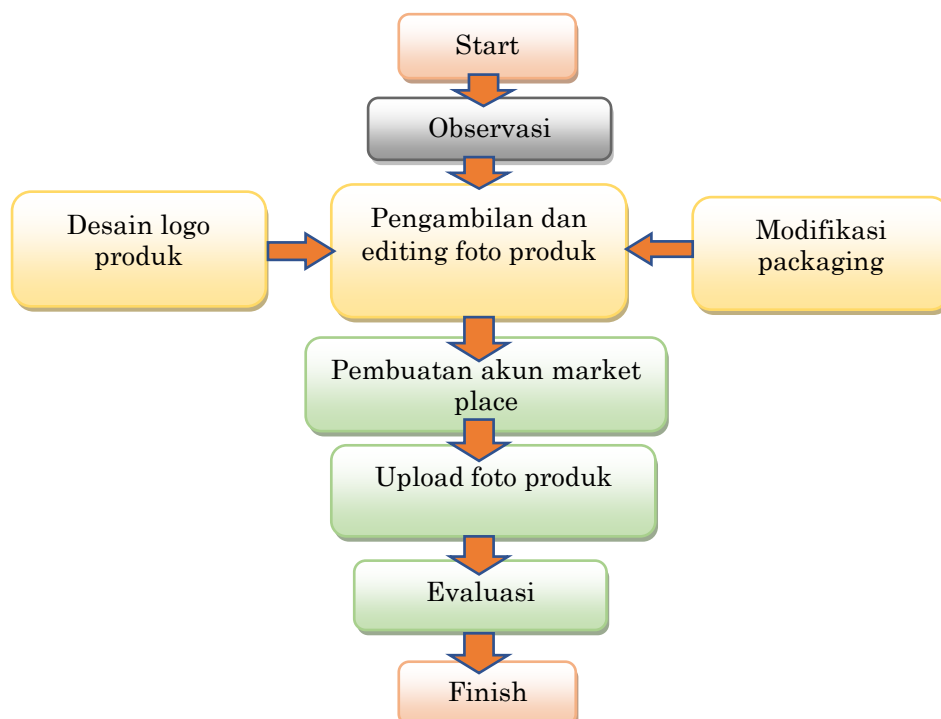 Start
Observasi
Desain logo
produk
Pengambilan dan
editing foto produk
Modifikasi
packaging
Pembuatan akun market
place
Upload foto produk
Evaluasi
Finish